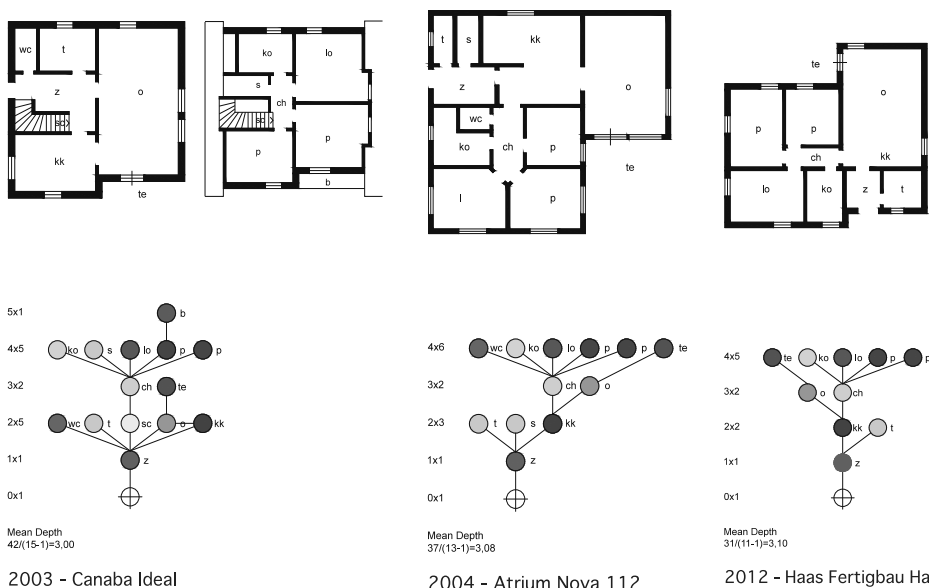 wc t
z o
sc
kk
te
ko lo
s
ch
sc
p p
b
t s kk
z o
wc
ko ch p
te
l p
te o
p p
ch kk
lo ko z t
5x1 b
4x5 ko s lo p p
3x2 ch te
2x5 wc t sc o kk
1x1 z
0x1
Mean Depth
42/(15-1)=3,00
2003 - Canaba Ideal
4x6 wc ko lo p p te
3x2 ch o
2x3 t s kk
1x1 z
0x1
Mean Depth
37/(13-1)=3,08
2004 - Atrium Nova 112
4x5 te ko lo p p
3x2 o ch
2x2 kk t
1x1 z
0x1
Mean Depth
31/(11-1)=3,10
2012 - Haas Fertigbau Ha